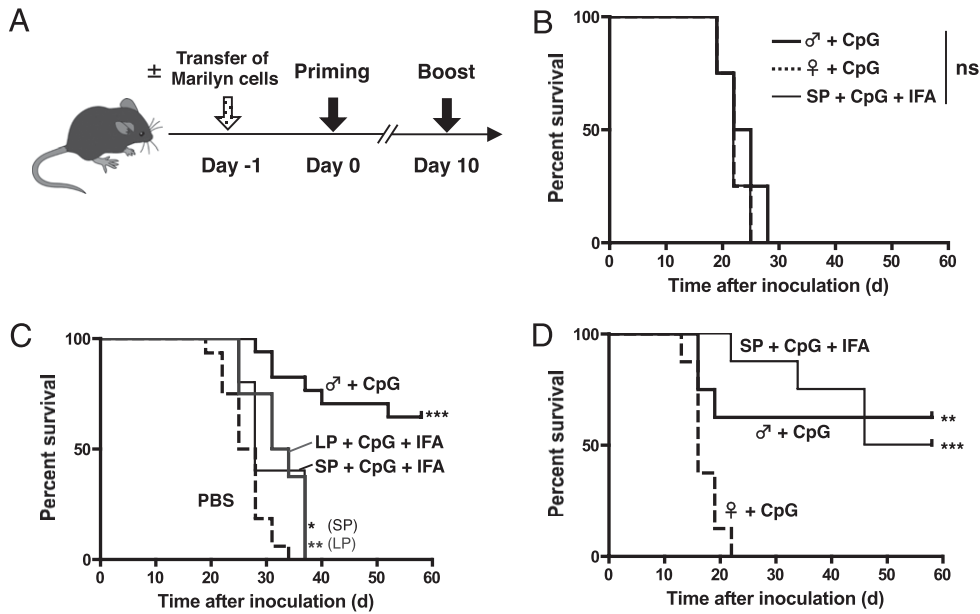 A
± Transfer of
Marilyn cells
Priming
Boost
Day -1
Day 0
Day 10
B
Percent survival
100
50
0
♂ + CpG
♀ + CpG
SP + CpG + IFA
ns
0 10 20 30 40 50 60
Time after inoculation (d)
C
Percent survival
100
50
0
♂ + CpG
***
LP + CpG + IFA
SP + CpG + IFA
PBS
* (SP)
** (LP)
0 10 20 30 40 50 60
Time after inoculation (d)
D
Percent survival
100
50
0
SP + CpG + IFA
**
♂ + CpG
***
♀ + CpG
0 10 20 30 40 50 60
Time after inoculation (d)